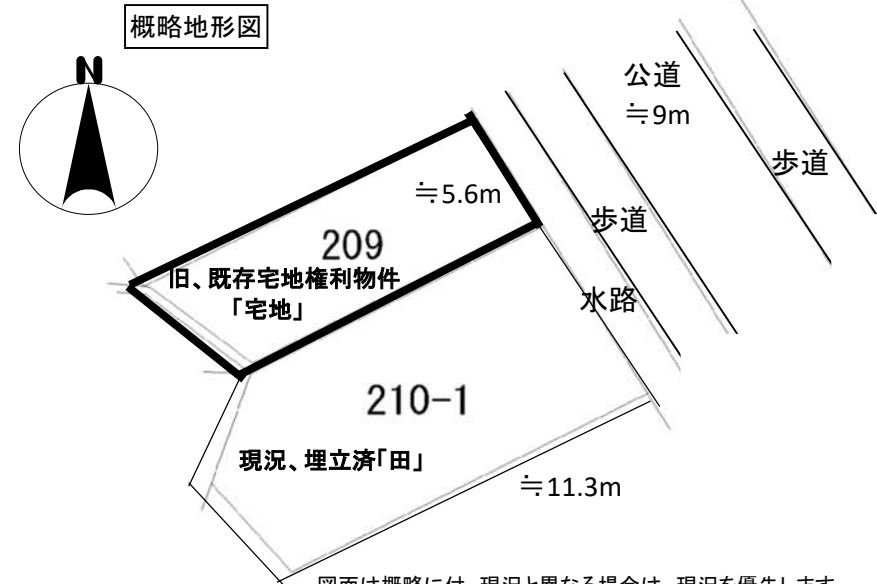 概略地形図
N
公道
≒9m
歩道
≒5.6m
歩道
209
旧、既存宅地権利物件
「宅地」
水路
210-1
現況、埋立済「田」
≒11.3m
図面は概略には、現況と異なる場合は、現況を優先します